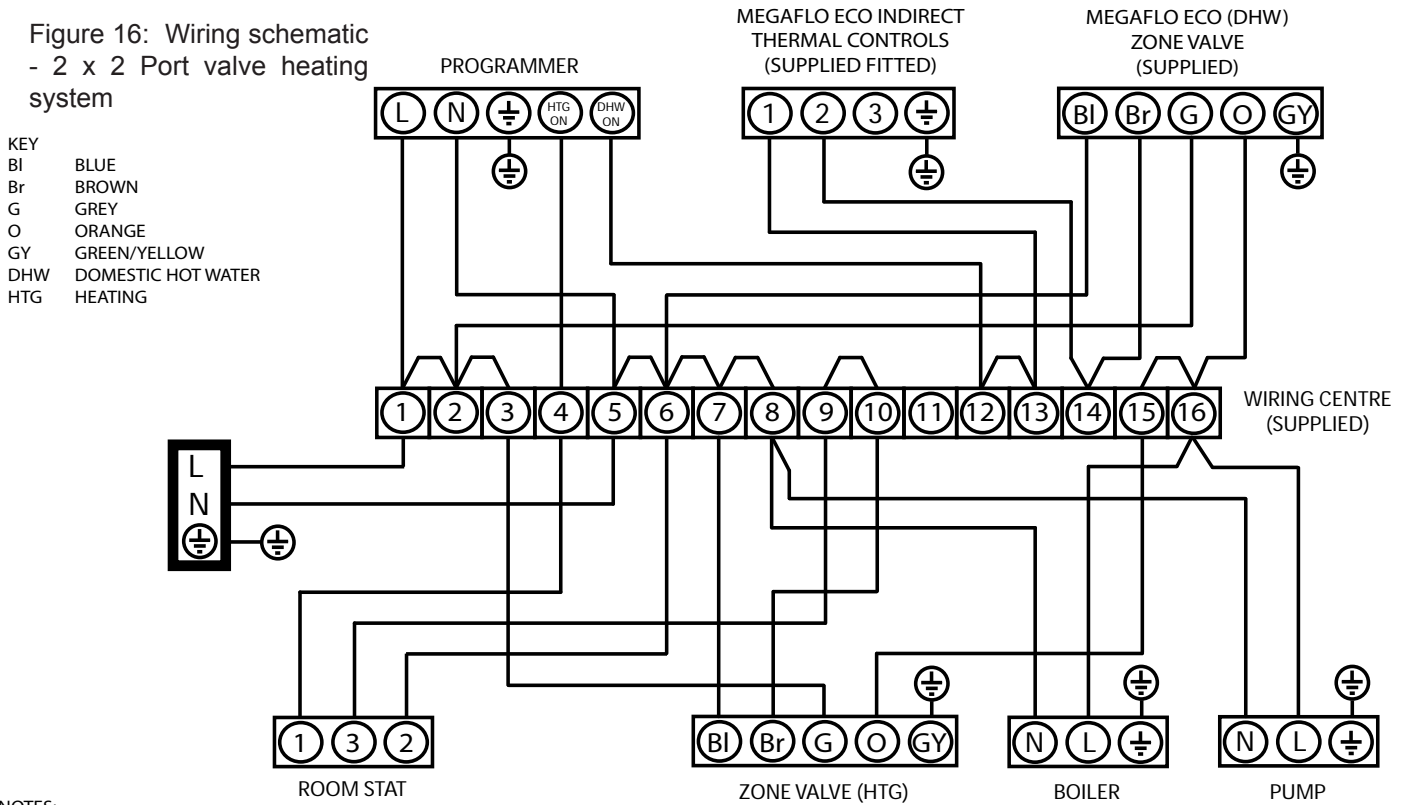 Figure 16: Wiring schematic
- 2 x 2 Port valve heating
system
KEY
Bl BLUE
Br BROWN
G GREY
O ORANGE
GY GREEN/YELLOW
DHW DOMESTIC HOT WATER
HTG HEATING
PROGRAMMER
L N HTG ON DHW ON
MEGAFLO ECO INDIRECT
THERMAL CONTROLS
(SUPPLIED FITTED)
1 2 3
MEGAFLO ECO (DHW)
ZONE VALVE
(SUPPLIED)
Bl Br G O GY
1 2 3 4 5 6 7 8 9 10 11 12 13 14 15 16
WIRING CENTRE
(SUPPLIED)
L
N
1 3 2
ROOM STAT
Bl Br G O GY
ZONE VALVE (HTG)
N L
BOILER
N L
PUMP